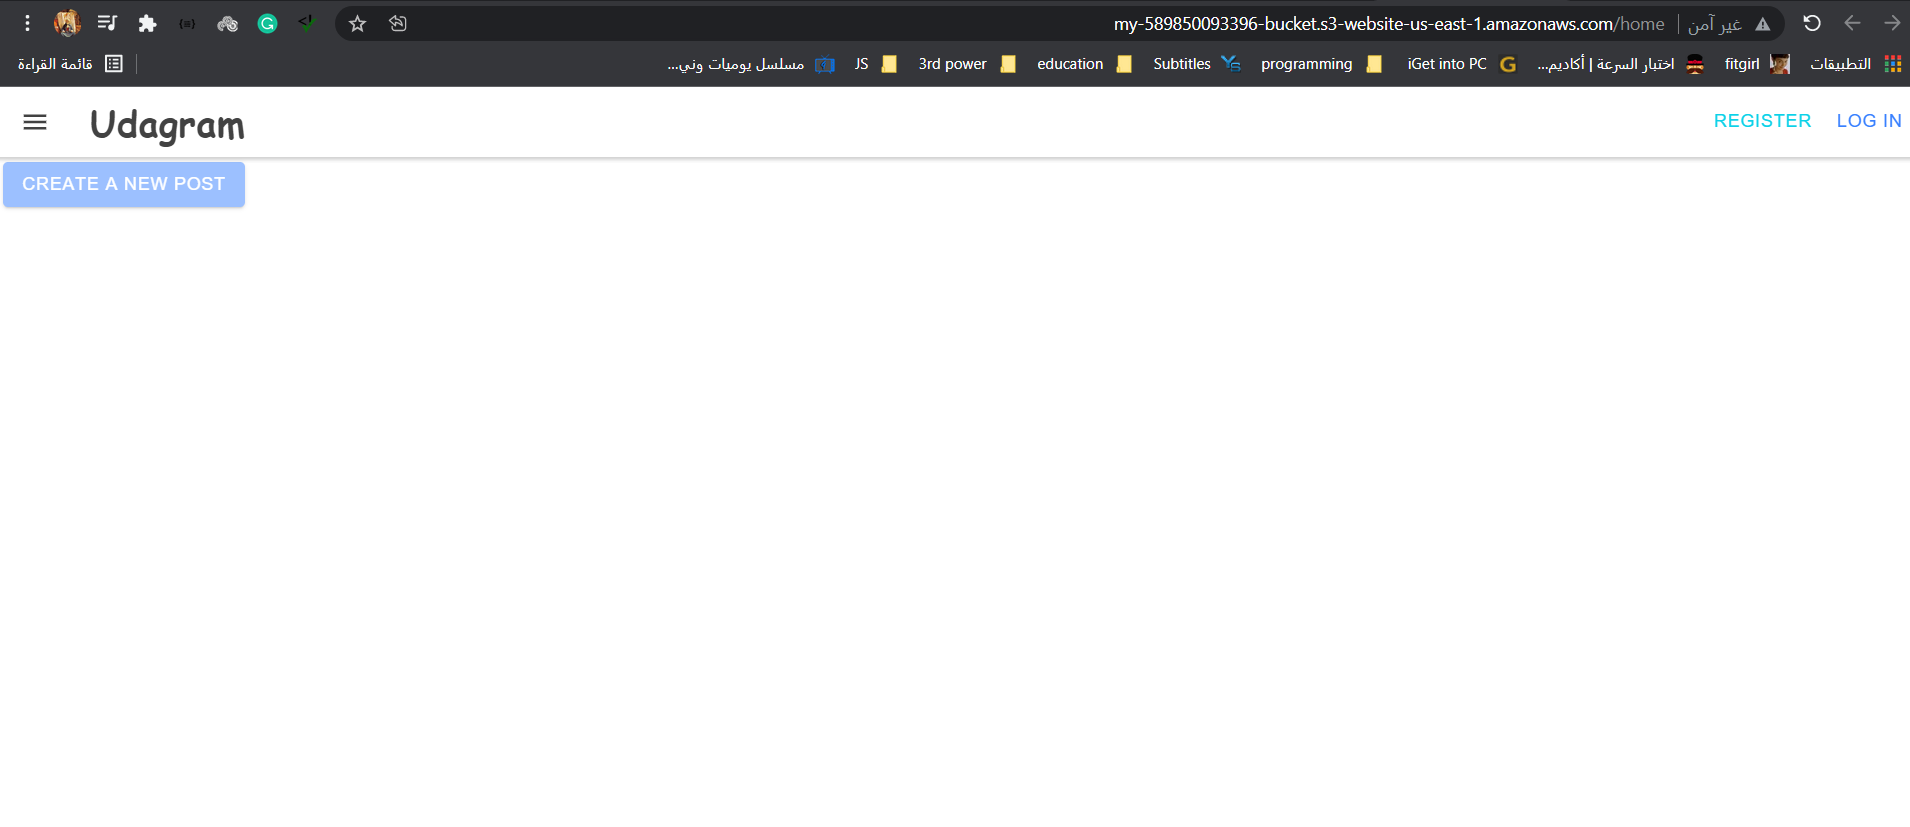 my-589850093396-bucket.s3-website-us-east-1.amazonaws.com/home غير آمن
التطبيقات fitgirl اختبار السرعة | أكاديم... iGet into PC programming Subtitles education 3rd power JS مسلسل يوميات وني... قائمة القراءة
Udagram REGISTER LOG IN
CREATE A NEW POST